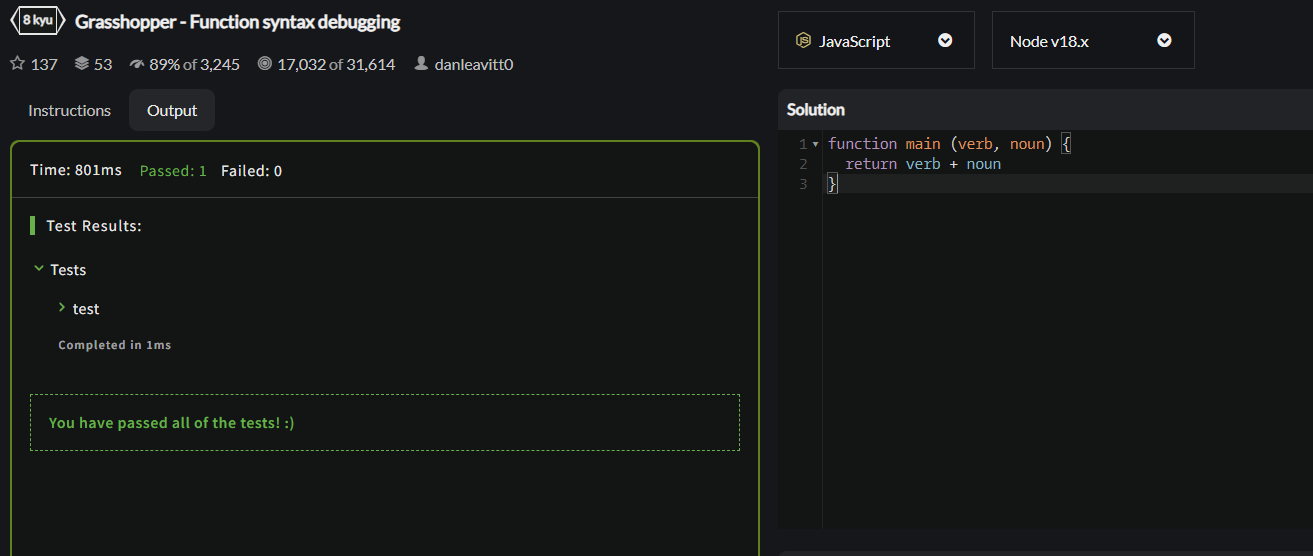 8 kyu Grasshopper - Function syntax debugging
137 53 89% of 3,245 17,032 of 31,614 danleavitt0
Instructions Output
Time: 801ms Passed: 1 Failed: 0
Test Results:
Tests
test
Completed in 1ms
You have passed all of the tests! :)
JavaScript Node v18.x
Solution
1 function main (verb, noun) {
2 return verb + noun
3 }